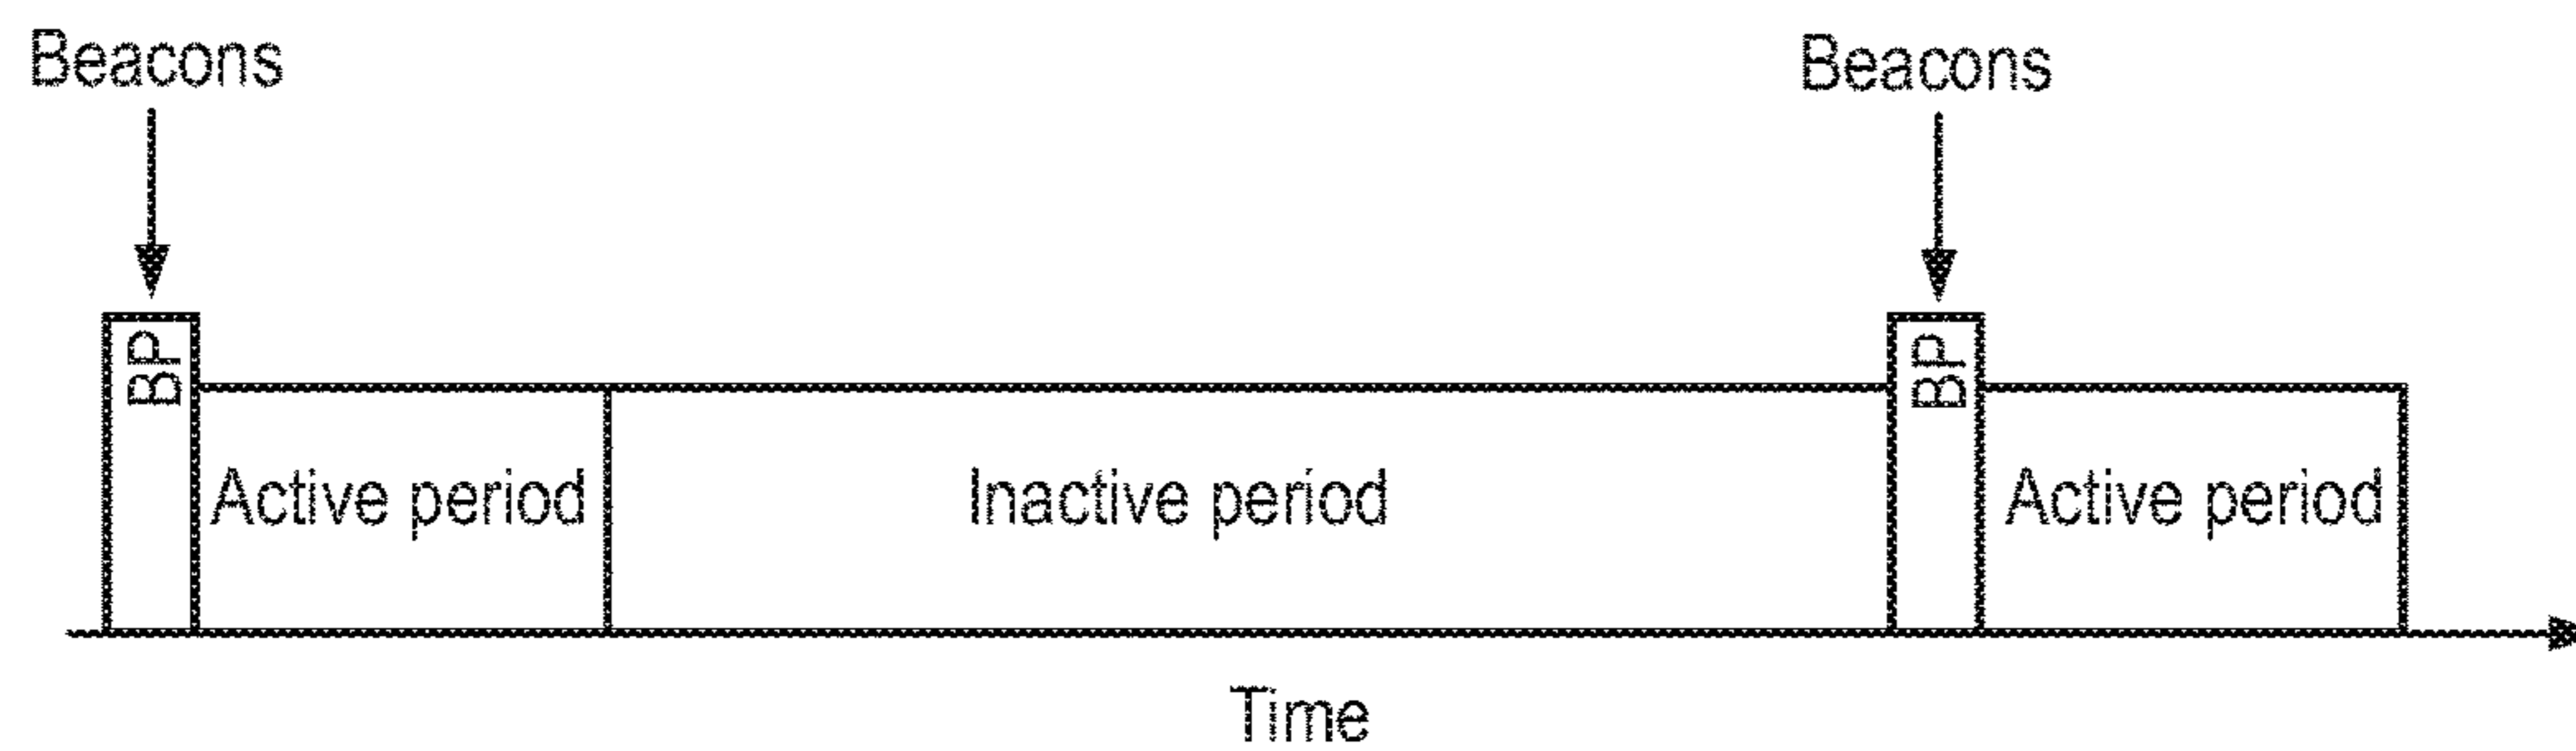 Beacons
Beacons
BP
BP
Active period
Inactive period
Active period
Time